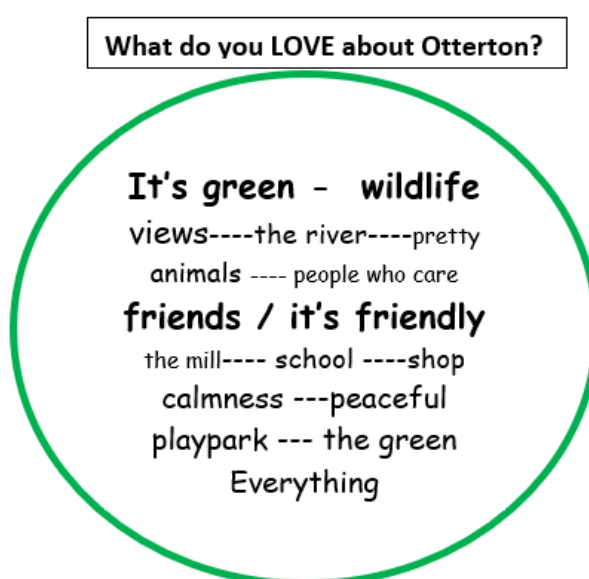 What do you LOVE about Otterton?
It's green -  wildlife
views----the river----pretty
animals ---- people who care
friends / it's friendly
the mill---- school ----shop
calmness ---peaceful
playpark --- the green
Everything